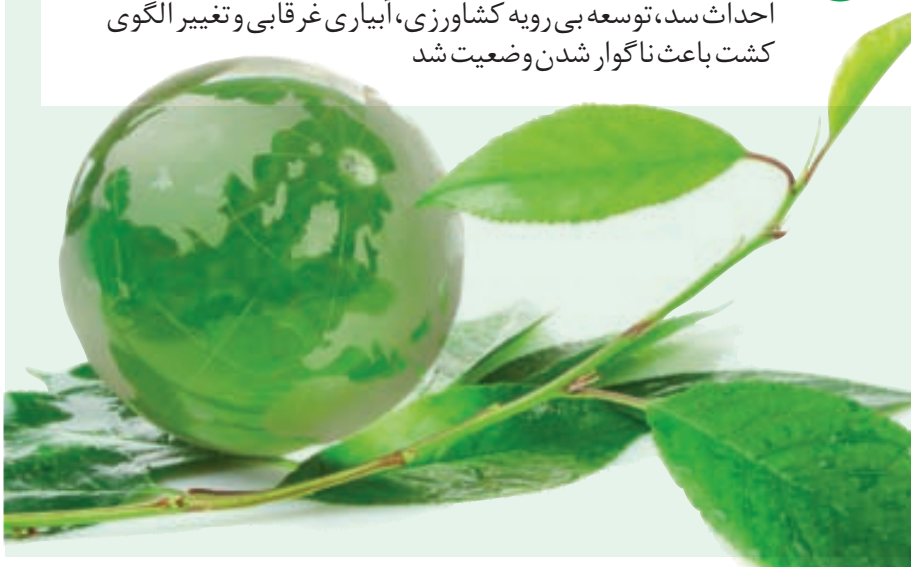 احداث سد، توسعه بی رویه کشاورزی، آبیاری غرقابی و تغییر الگوی
کشت باعث ناگوار شدن وضعیت شد